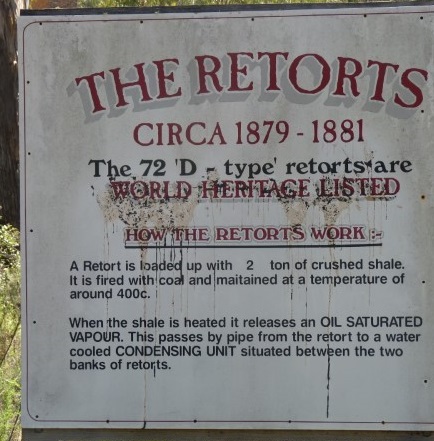 THE RETORTS
CIRCA 1879 - 1881
The 72 'D - type' retorts are
WORLD HERITAGE LISTED
HOW THE RETORTS WORK :-
A Retort is loaded up with 2 ton of crushed shale.
It is fired with coal and maitained at a temperature of
around 400c.
When the shale is heated it releases an OIL SATURATED
VAPOUR. This passes by pipe from the retort to a water
cooled CONDENSING UNIT situated between the two
banks of retorts.